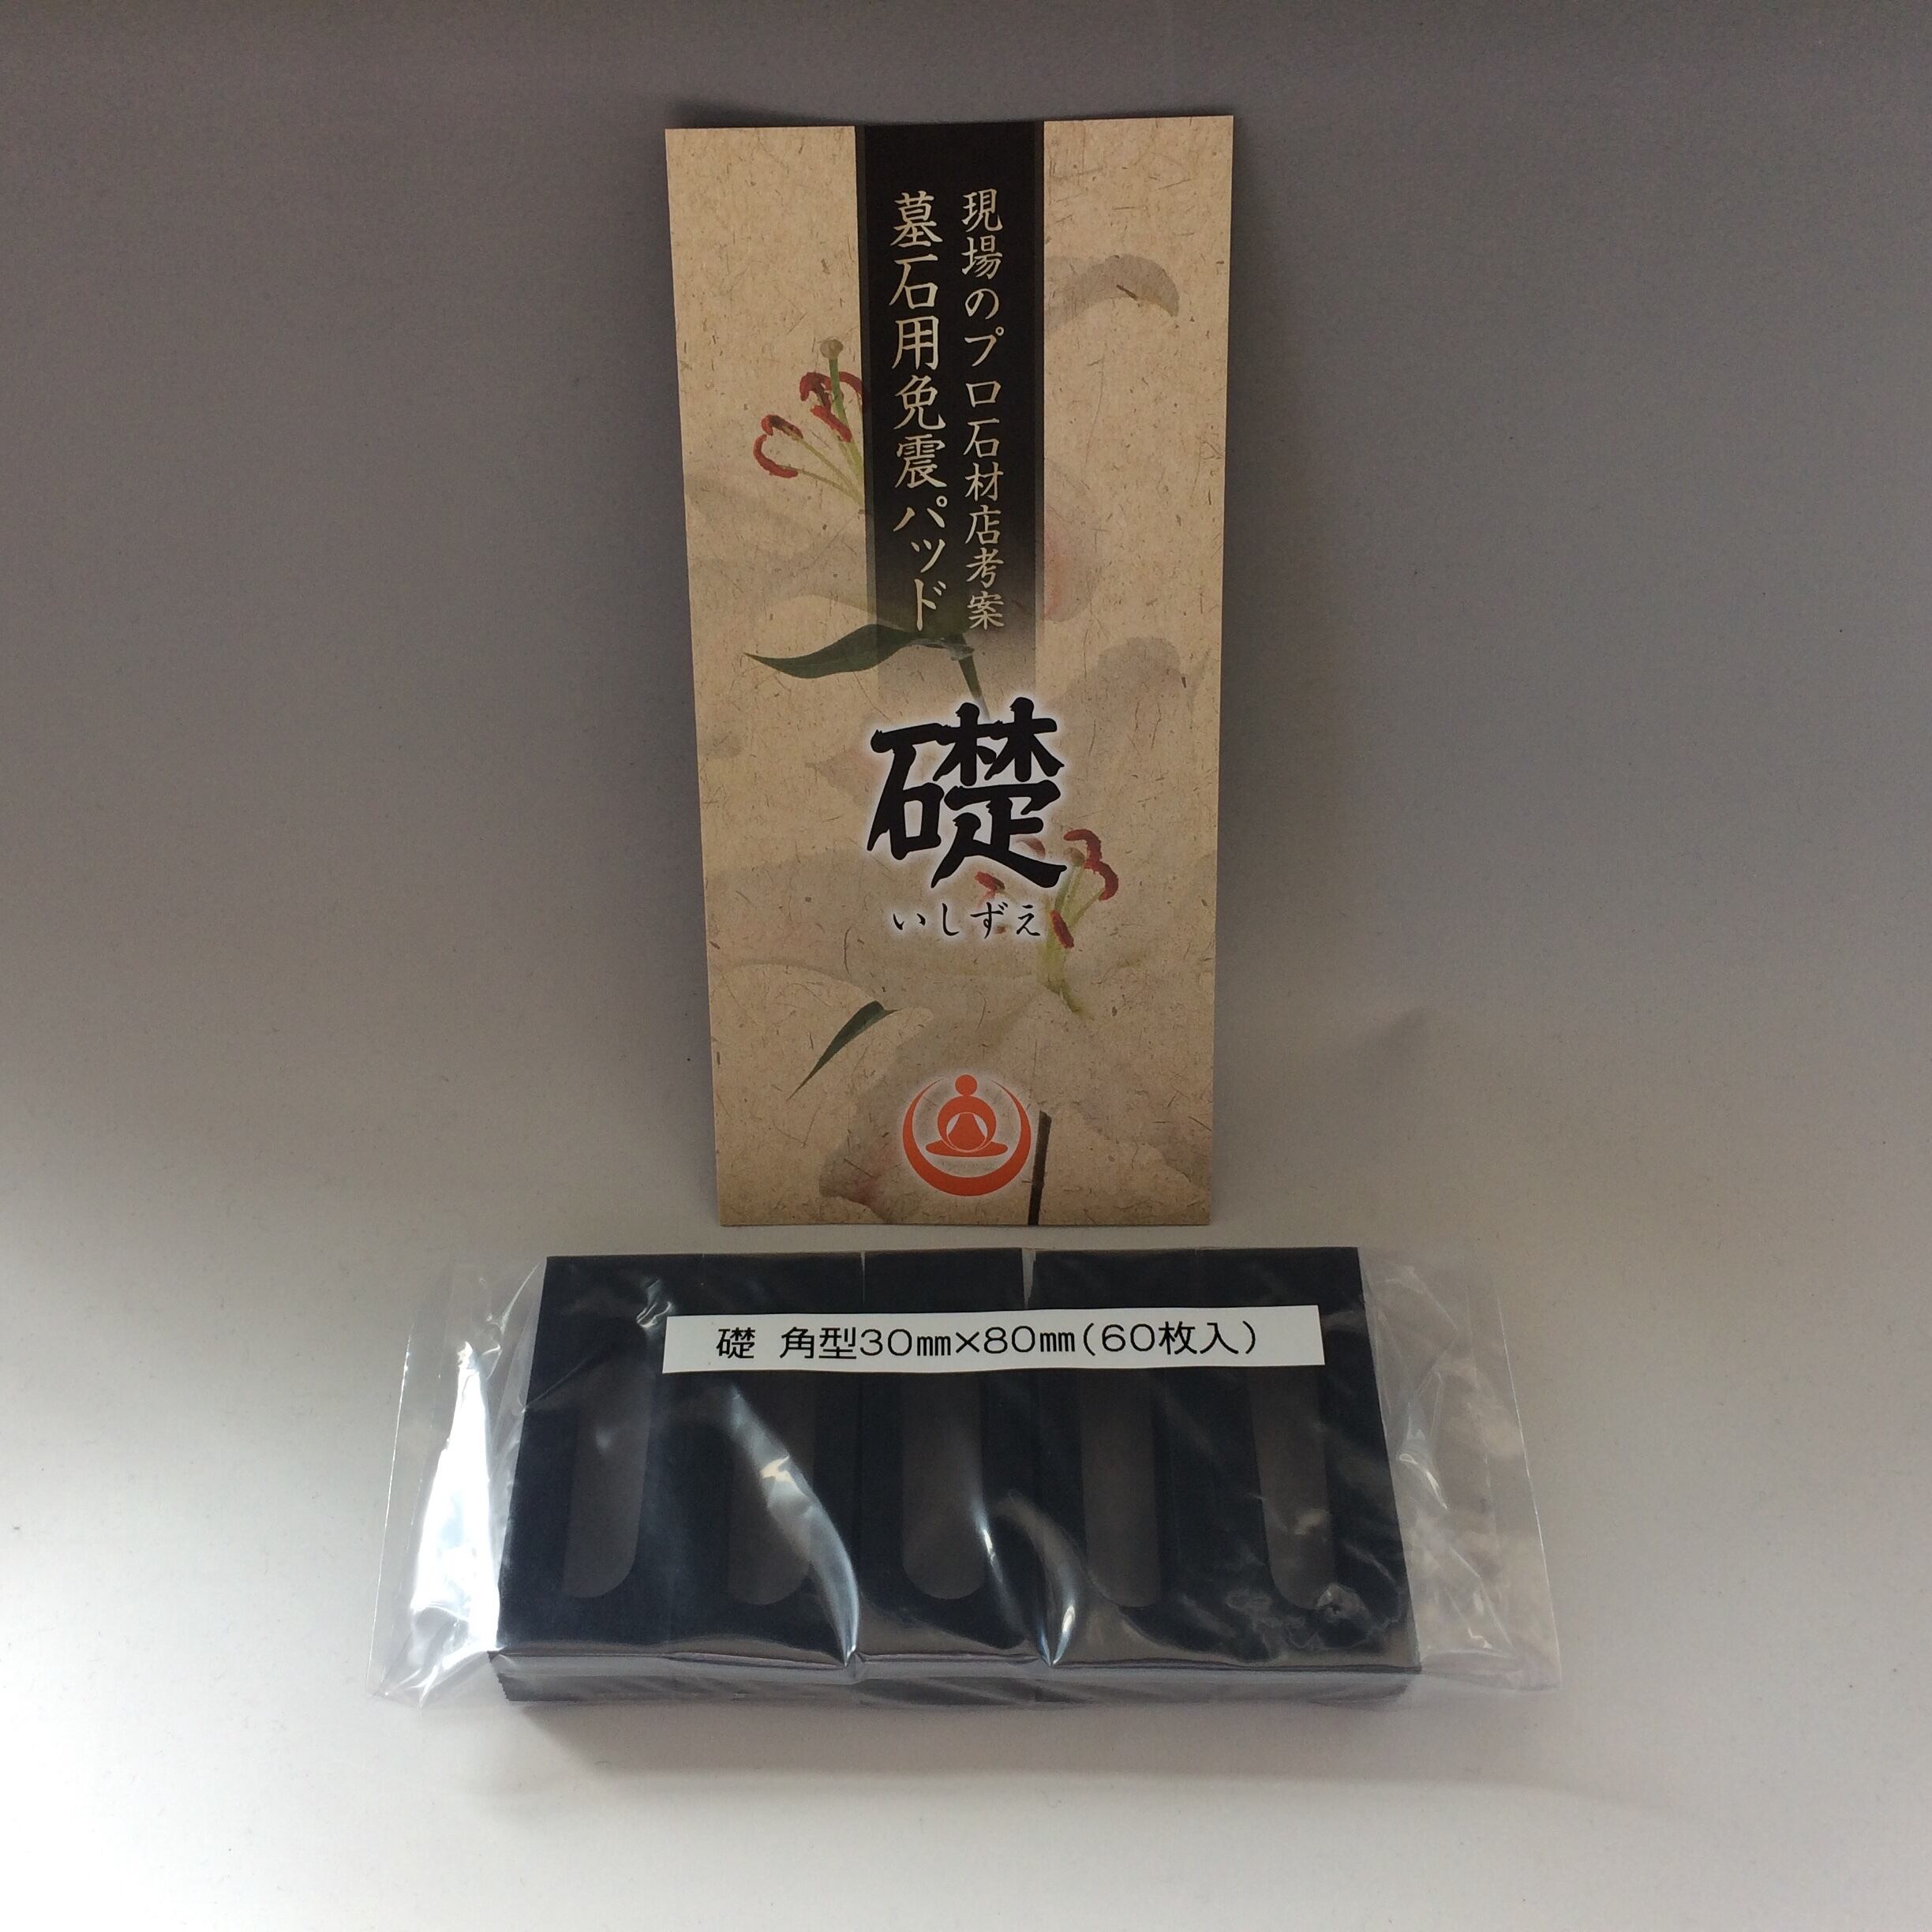 現場のプロ石材店考案
墓石用免震パッド
礎
いしずえ
礎 角型30㎜×80㎜(60枚入)